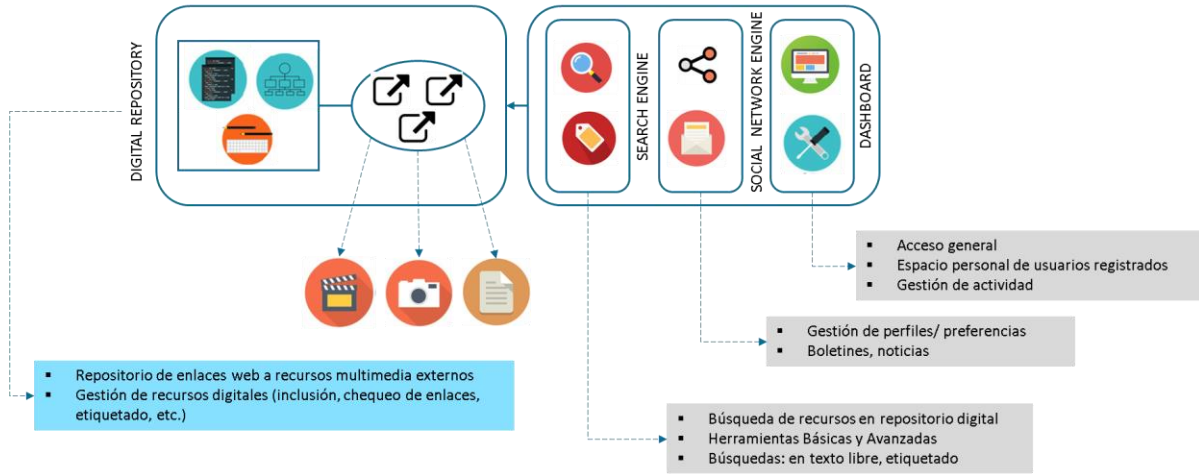 DIGITAL REPOSITORY
SEARCH ENGINE
SOCIAL NETWORK ENGINE
DASHBOARD
▪ Acceso general
▪ Espacio personal de usuarios registrados
▪ Gestión de actividad
▪ Gestión de perfiles/ preferencias
▪ Boletines, noticias
▪ Repositorio de enlaces web a recursos multimedia externos
▪ Gestión de recursos digitales (inclusión, chequeo de enlaces,
etiquetado, etc.)
▪ Búsqueda de recursos en repositorio digital
▪ Herramientas Básicas y Avanzadas
▪ Búsquedas: en texto libre, etiquetado